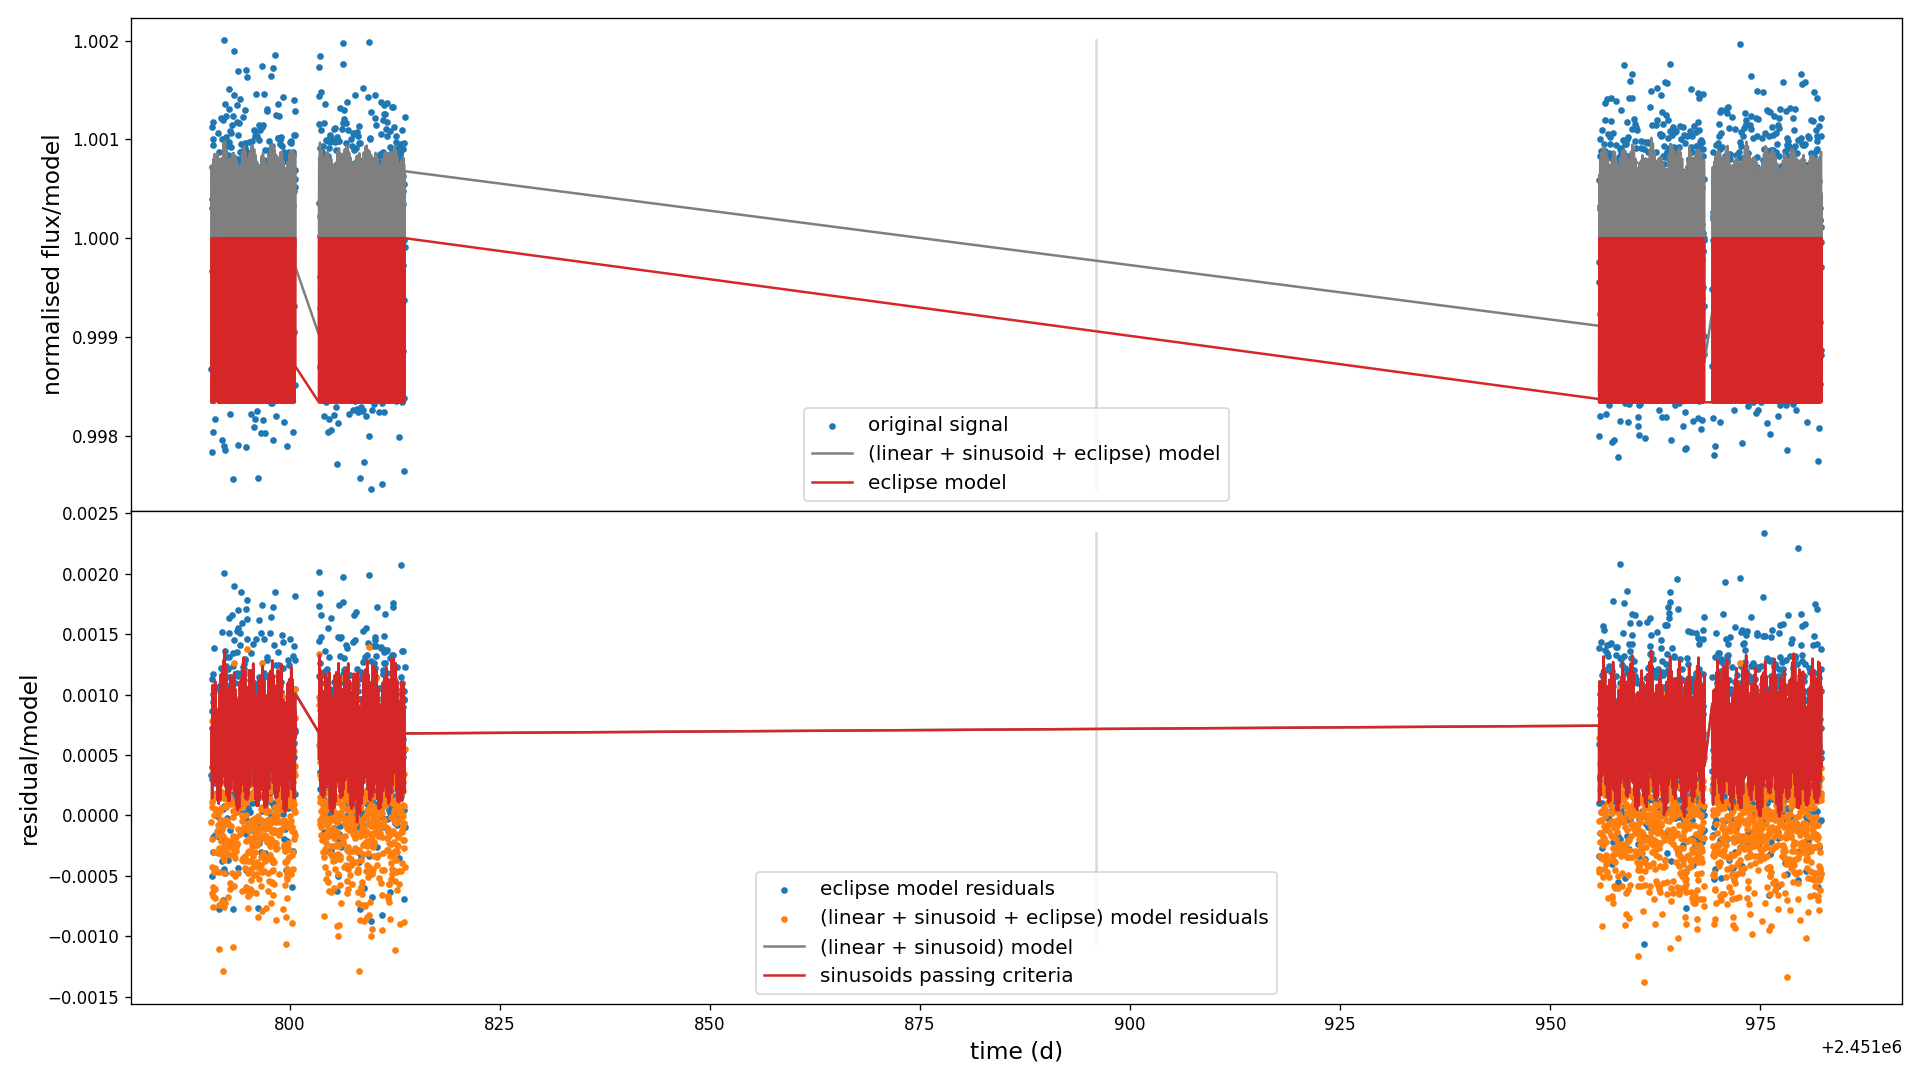 1.002
1.001
1.000
0.999
0.998
normalised flux/model
original signal
(linear + sinusoid + eclipse) model
eclipse model
0.0025
0.0020
0.0015
0.0010
0.0005
0.0000
−0.0005
−0.0010
−0.0015
residual/model
eclipse model residuals
(linear + sinusoid + eclipse) model residuals
(linear + sinusoid) model
sinusoids passing criteria
800 825 850 875 900 925 950 975
time (d)
+2.451e6